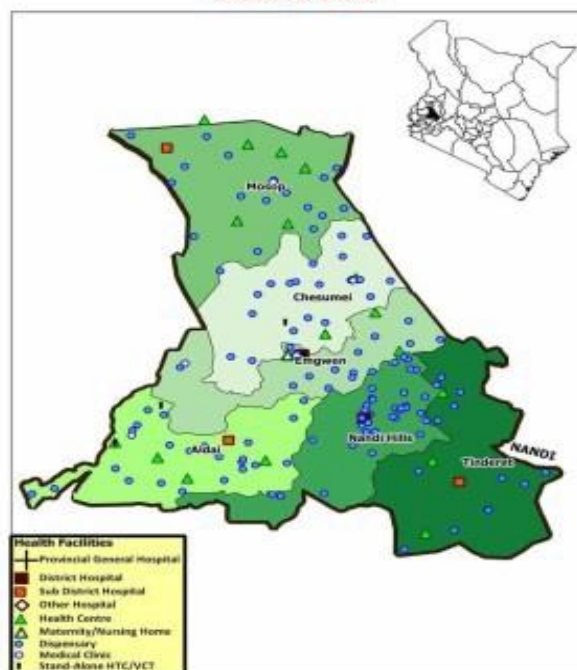 Mosop
Chesumei
Emgwen
Nandi Hills
Aldai
Tinderet
NANDI
Health Facilities
Provincial General Hospital
District Hospital
Sub District Hospital
Other Hospital
Health Centre
Maternity/Nursing Home
Dispensary
Medical Clinic
Stand-Alone HTC/VCT